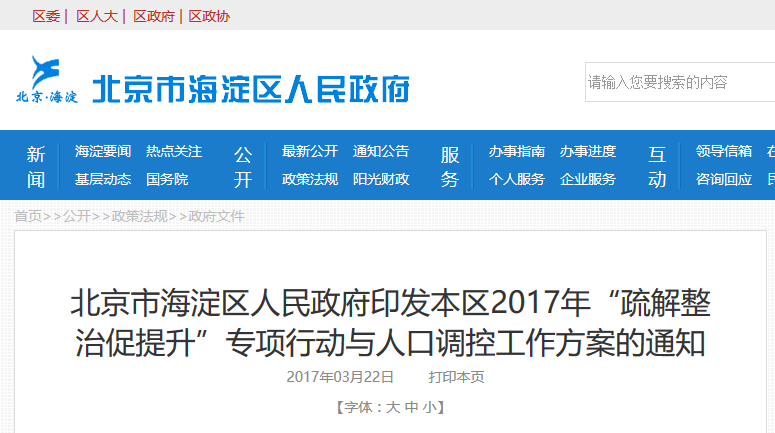 区委 | 区人大 | 区政府 | 区政协
北京·海淀
北京市海淀区人民政府
请输入您要搜索的内容
新闻 海淀要闻 热点关注 公开 最新公开 通知公告 服务 办事指南 办事进度 互动 领导信箱
基层动态 国务院 政策法规 阳光财政 个人服务 企业服务 咨询回应
首页>>公开>>政策法规>>政府文件
北京市海淀区人民政府印发本区2017年“疏解整
治促提升”专项行动与人口调控工作方案的通知
2017年03月22日 打印本页
【字体：大 中 小】